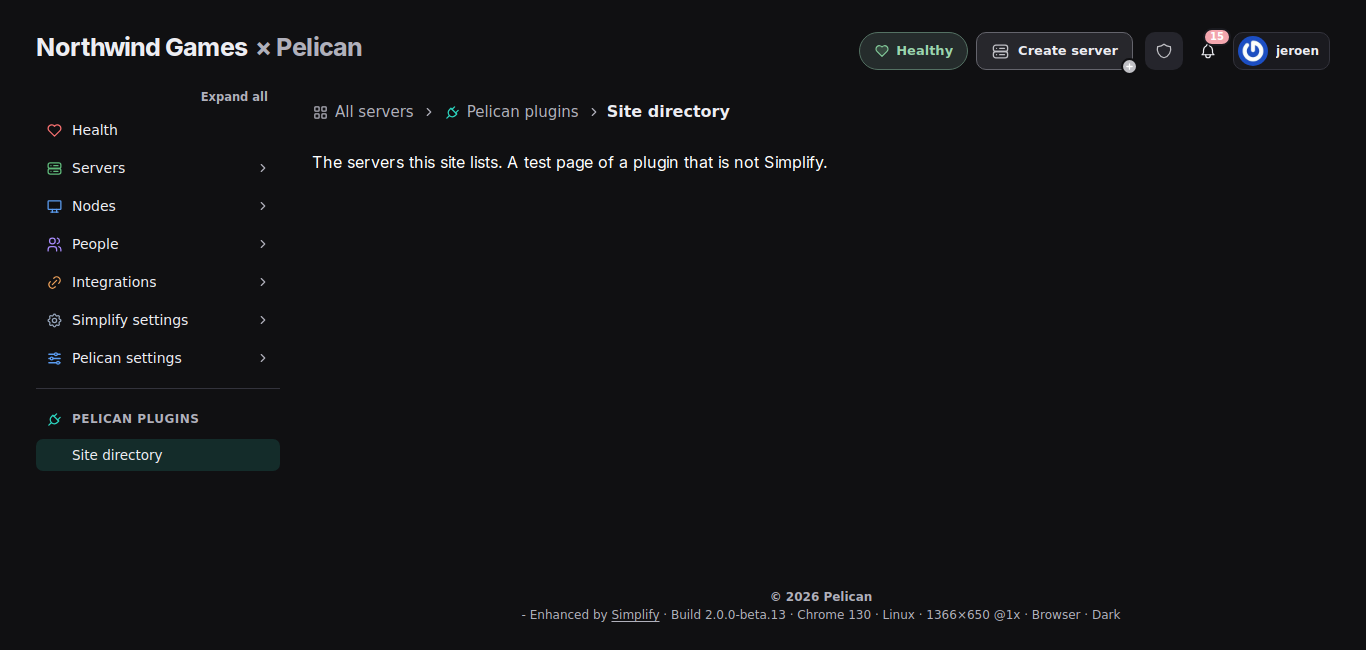 Northwind Games × Pelican
Healthy
Create server
15
jeroen
Expand all
Health
Servers
Nodes
People
Integrations
Simplify settings
Pelican settings
PELICAN PLUGINS
Site directory
All servers > Pelican plugins > Site directory
The servers this site lists. A test page of a plugin that is not Simplify.
© 2026 Pelican
- Enhanced by Simplify · Build 2.0.0-beta.13 · Chrome 130 · Linux · 1366×650 @1x · Browser · Dark